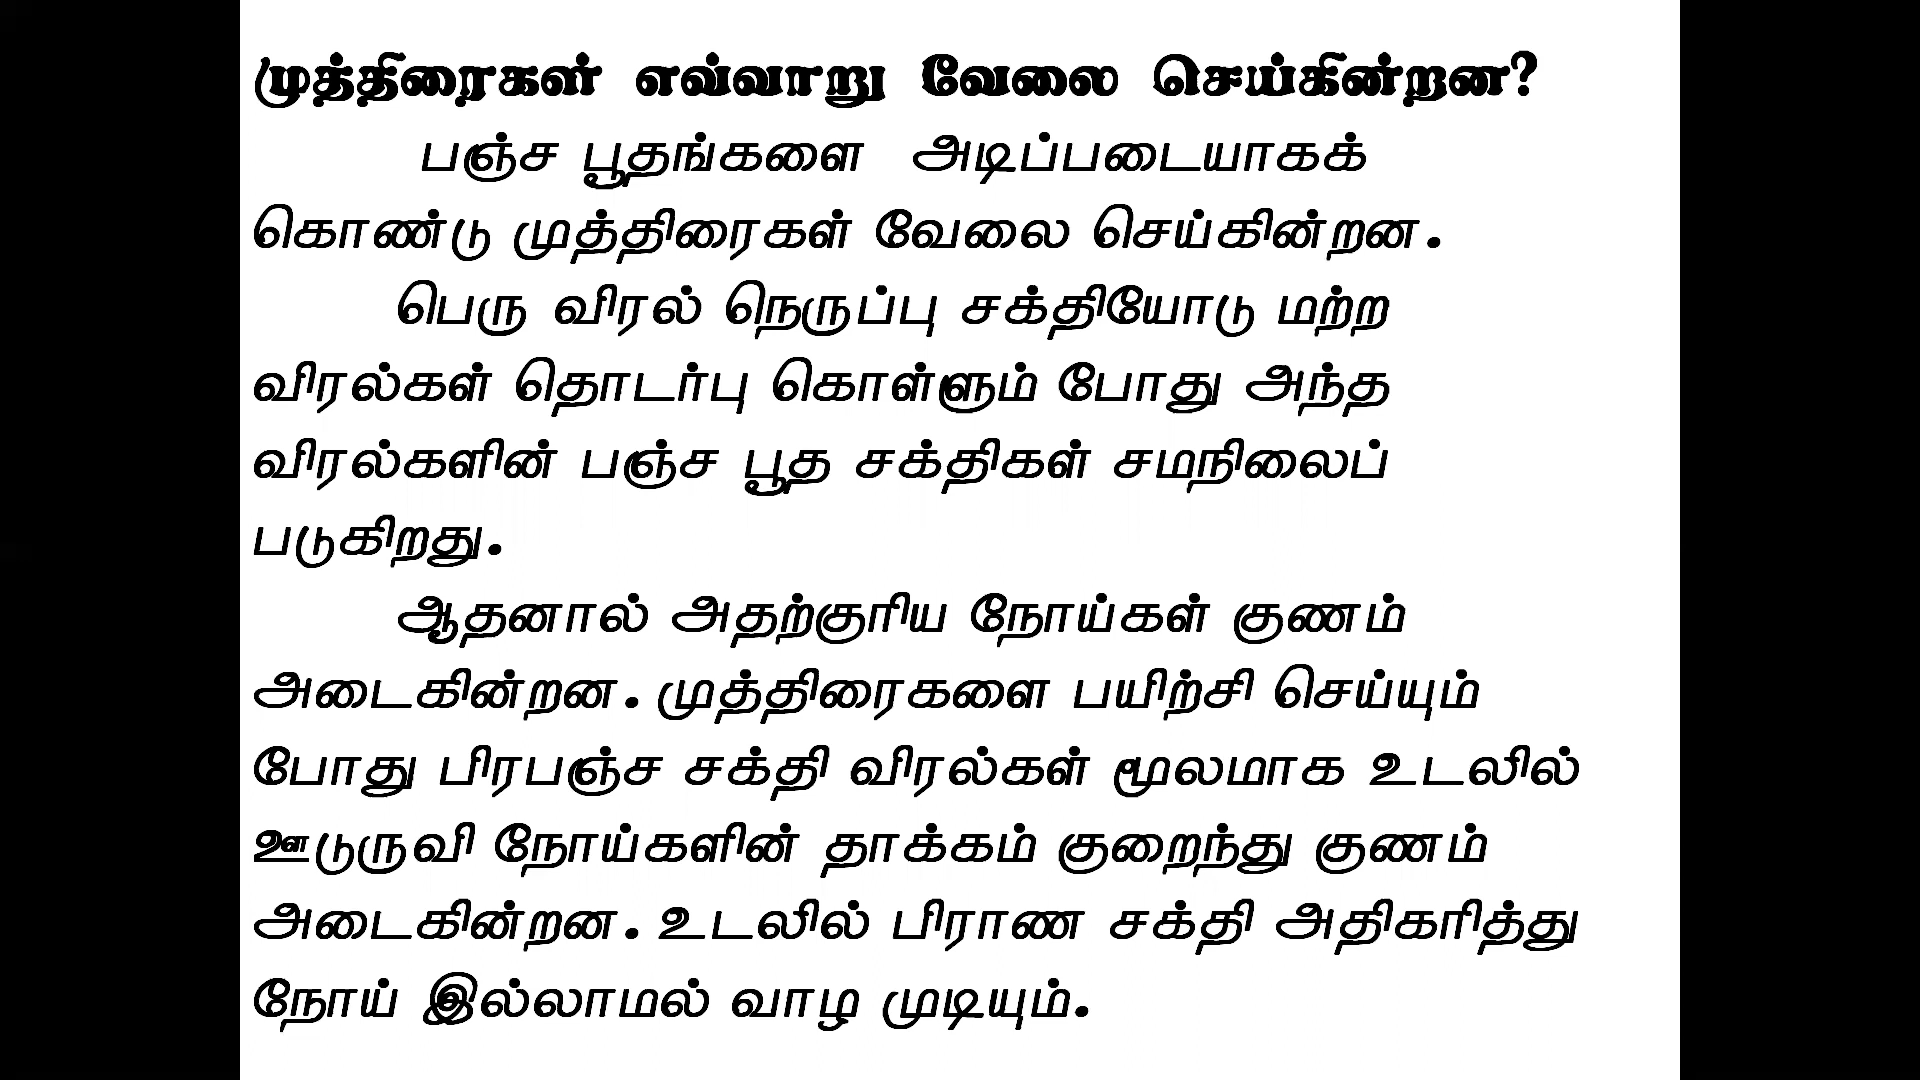 முத்திரைகள் எவ்வாறு வேலை செய்கின்றன?
பஞ்ச பூதங்களை அடிப்படையாகக்
கொண்டு முத்திரைகள் வேலை செய்கின்றன.
பெரு விரல் நெருப்பு சக்தியோடு மற்ற
விரல்கள் தொடர்பு கொள்ளும் போது அந்த
விரல்களின் பஞ்ச பூத சக்திகள் சமநிலைப்
படுகிறது.
ஆதனால் அதற்குரிய நோய்கள் குணம்
அடைகின்றன. முத்திரைகளை பயிற்சி செய்யும்
போது பிரபஞ்ச சக்தி விரல்கள் மூலமாக உடலில்
ஊடுருவி நோய்களின் தாக்கம் குறைந்து குணம்
அடைகின்றன. உடலில் பிராண சக்தி அதிகரித்து
நோய் இல்லாமல் வாழ முடியும்.